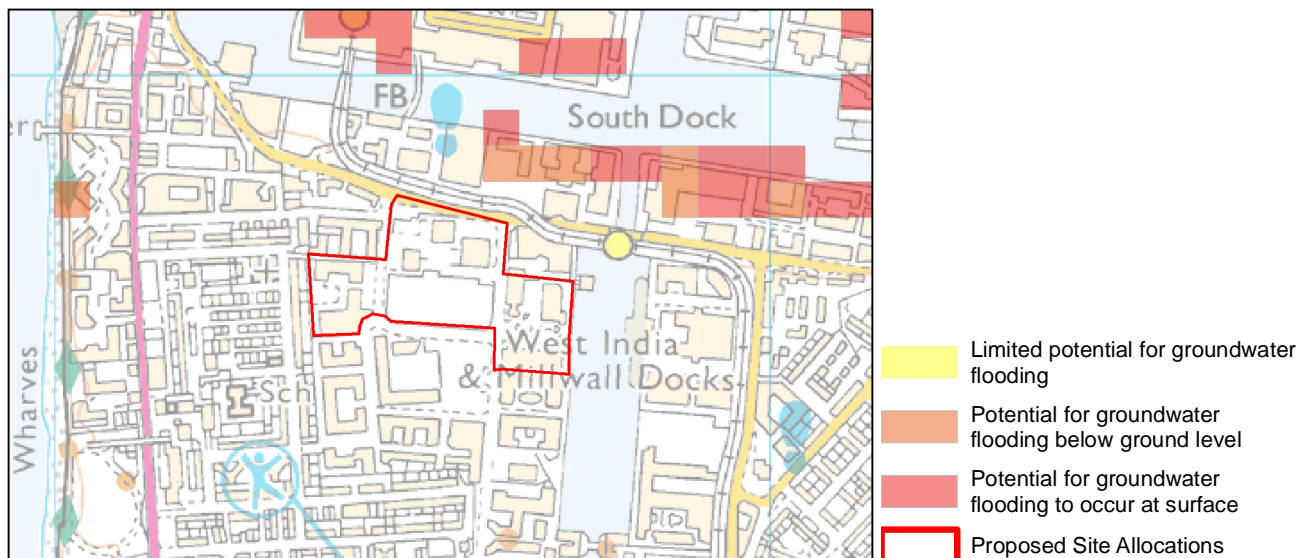 FB
South Dock
er
West India
& Millwall Docks
Sch
Wharves
Limited potential for groundwater
flooding
Potential for groundwater
flooding below ground level
Potential for groundwater
flooding to occur at surface
Proposed Site Allocations